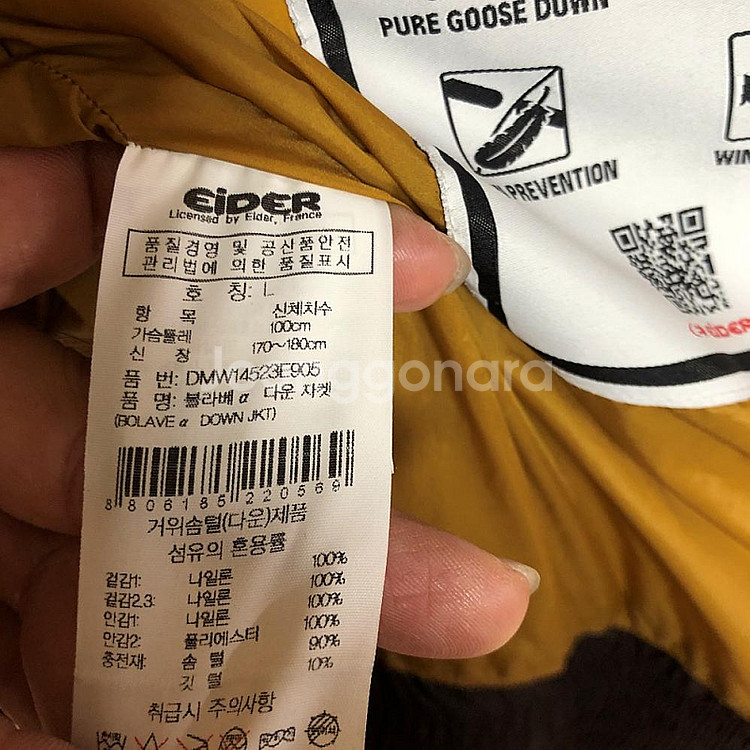 PURE GOOSE DOWN
PREVENTION
WIN
EiDER
EiDER
Licensed by Eider, France
품질경영 및 공산품안전
관리법에 의한 품질표시
호 칭: L
항 목 신체치수
가슴둘레 100cm
신 장 170~180cm
품 번: DMW14523E905
품 명: 볼라벤α 다운 자켓
(BOLAVE α DOWN JKT)
8806185220569
거위솜털(다운)제품
섬유의 혼용률
겉감1: 나일론 100%
겉감2.3: 나일론 100%
안감1: 나일론 100%
안감2: 폴리에스터 100%
충전재: 솜 털 90%
깃 털 10%
취급시 주의사항
joonggonara